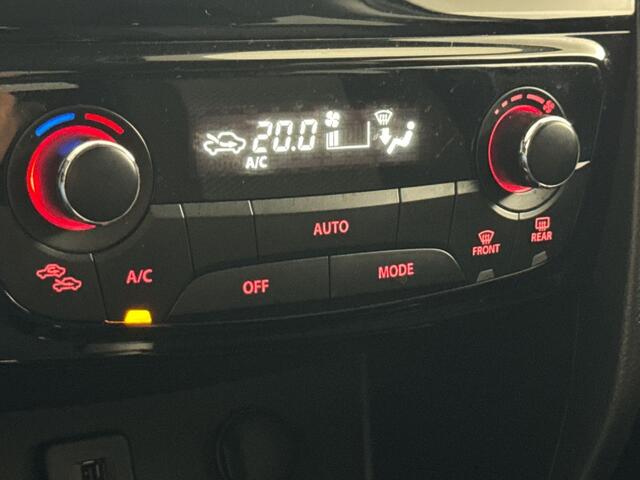 20.0
A/C
AUTO
FRONT
REAR
A/C
OFF
MODE